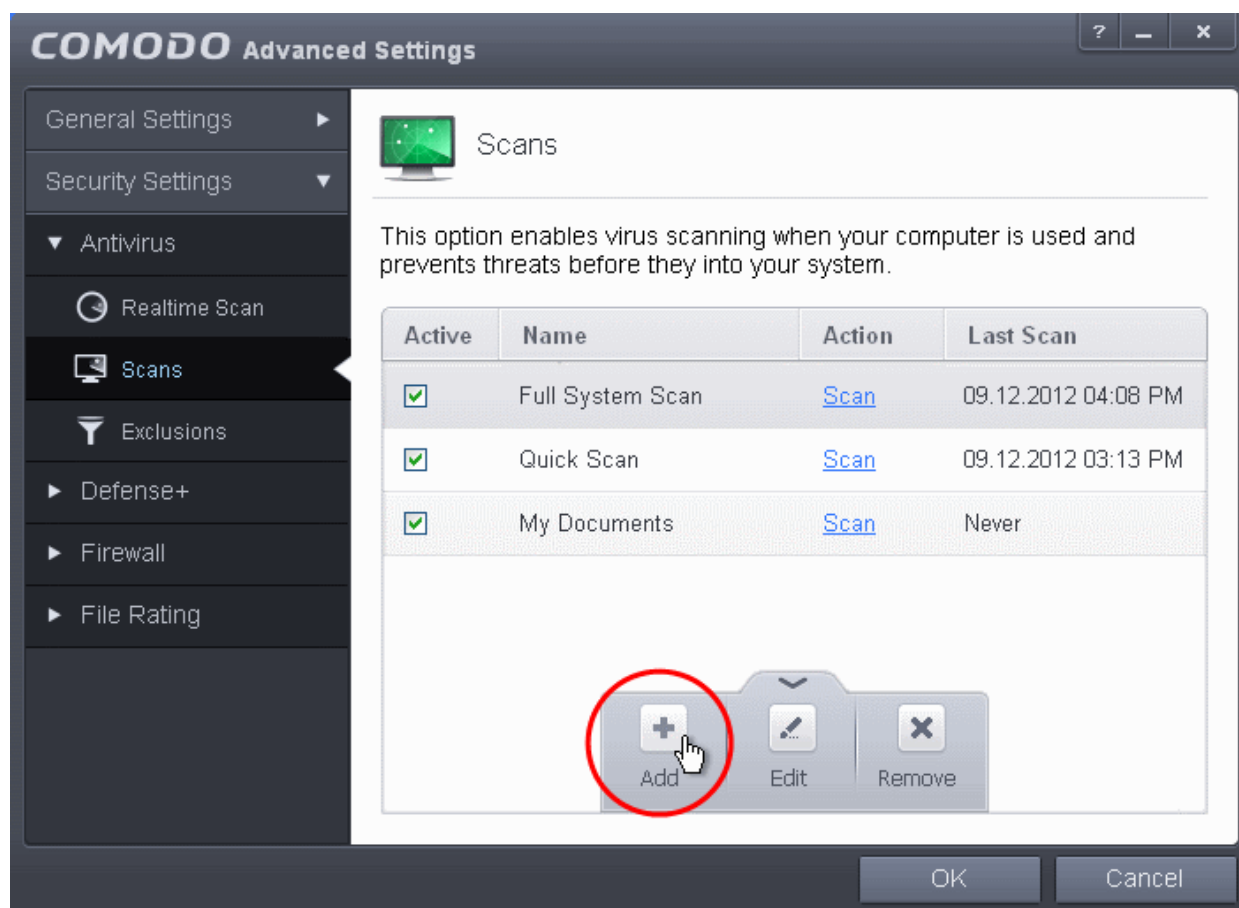 COMODO Advanced Settings
? – x
General Settings
Security Settings
Antivirus
Realtime Scan
Scans
Exclusions
Defense+
Firewall
File Rating
Scans
This option enables virus scanning when your computer is used and
prevents threats before they into your system.
Active Name Action Last Scan
Full System Scan Scan 09.12.2012 04:08 PM
Quick Scan Scan 09.12.2012 03:13 PM
My Documents Scan Never
Add Edit Remove
OK Cancel